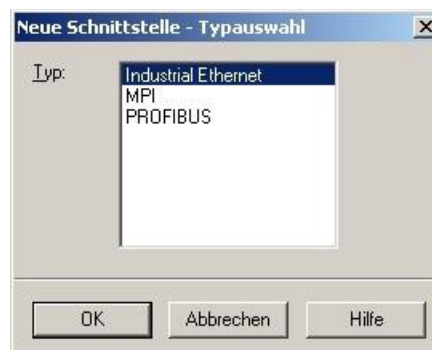 Neue Schnittstelle - Typauswahl
Typ:
Industrial Ethernet
MPI
PROFIBUS
OK
Abbrechen
Hilfe